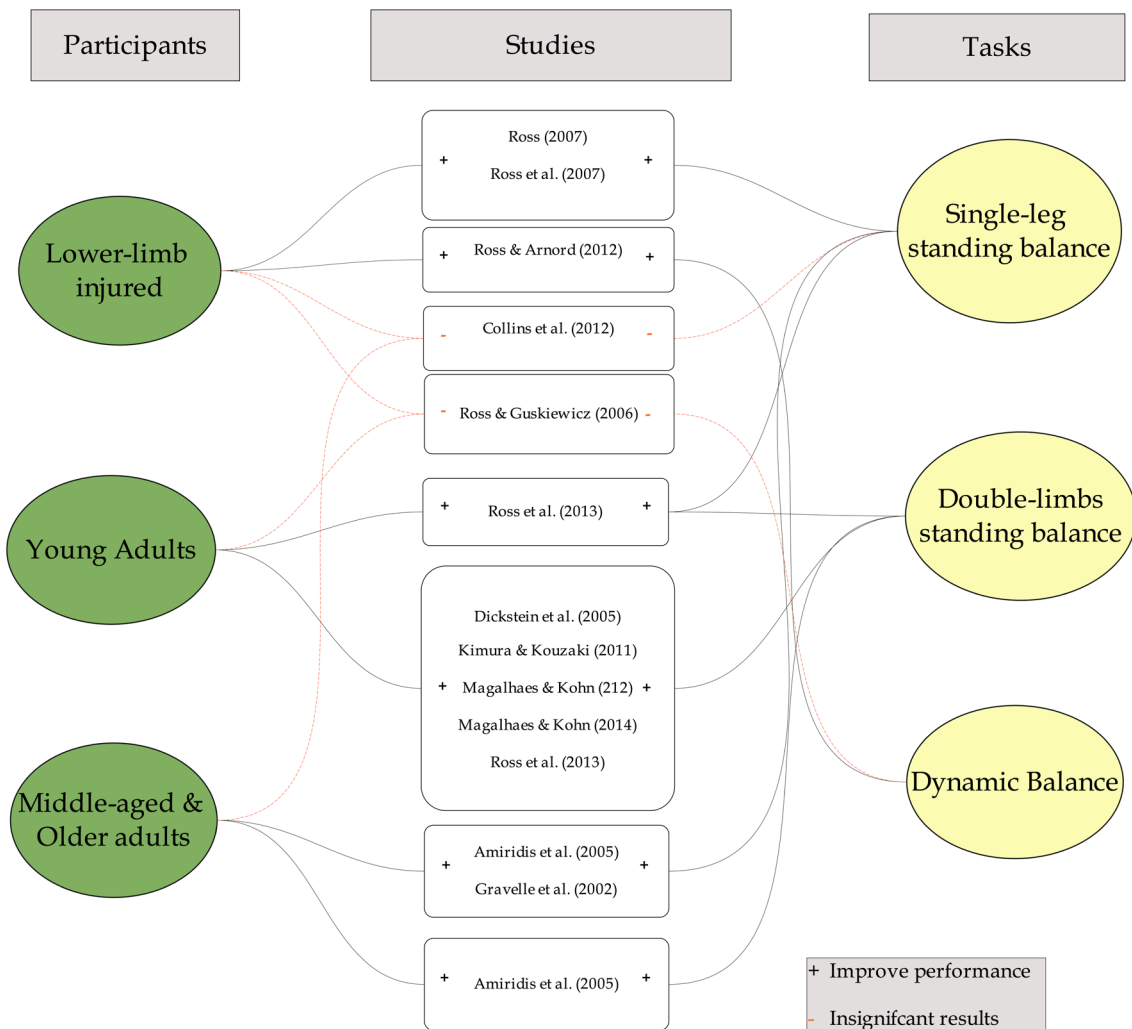 Participants
Studies
Tasks
Lower-limb
injured
Young Adults
Middle-aged &
Older adults
Ross (2007)
+ +
Ross et al. (2007)
+ Ross & Arnord (2012) +
Collins et al. (2012)
- -
- Ross & Guskiewicz (2006) -
+ +
Ross et al. (2013)
Dickstein et al. (2005)
Kimura & Kouzaki (2011)
+ Magalhaes & Kohn (212) +
Magalhaes & Kohn (2014)
Ross et al. (2013)
Amiridis et al. (2005)
+ +
Gravelle et al. (2002)
+ Amiridis et al. (2005) +
Single-leg
standing balance
Double-limbs
standing balance
Dynamic Balance
+ Improve performance
- Insignifcant results